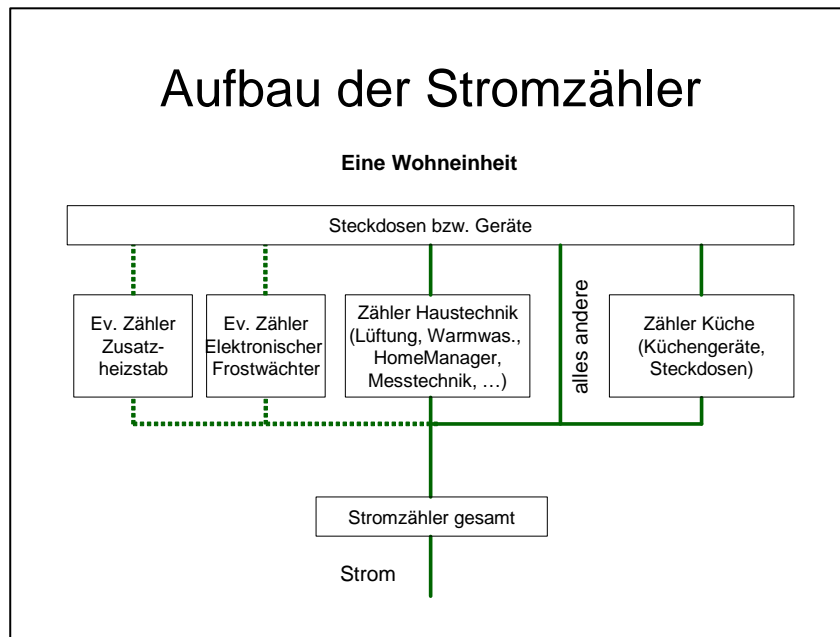 Aufbau der Stromzähler
Eine Wohneinheit
Steckdosen bzw. Geräte
Ev. Zähler
Zusatz-
heizstab
Ev. Zähler
Elektronischer
Frostwächter
Zähler Haustechnik
(Lüftung, Warmwas.,
HomeManager,
Messtechnik, …)
alles andere
Zähler Küche
(Küchengeräte,
Steckdosen)
Stromzähler gesamt
Strom